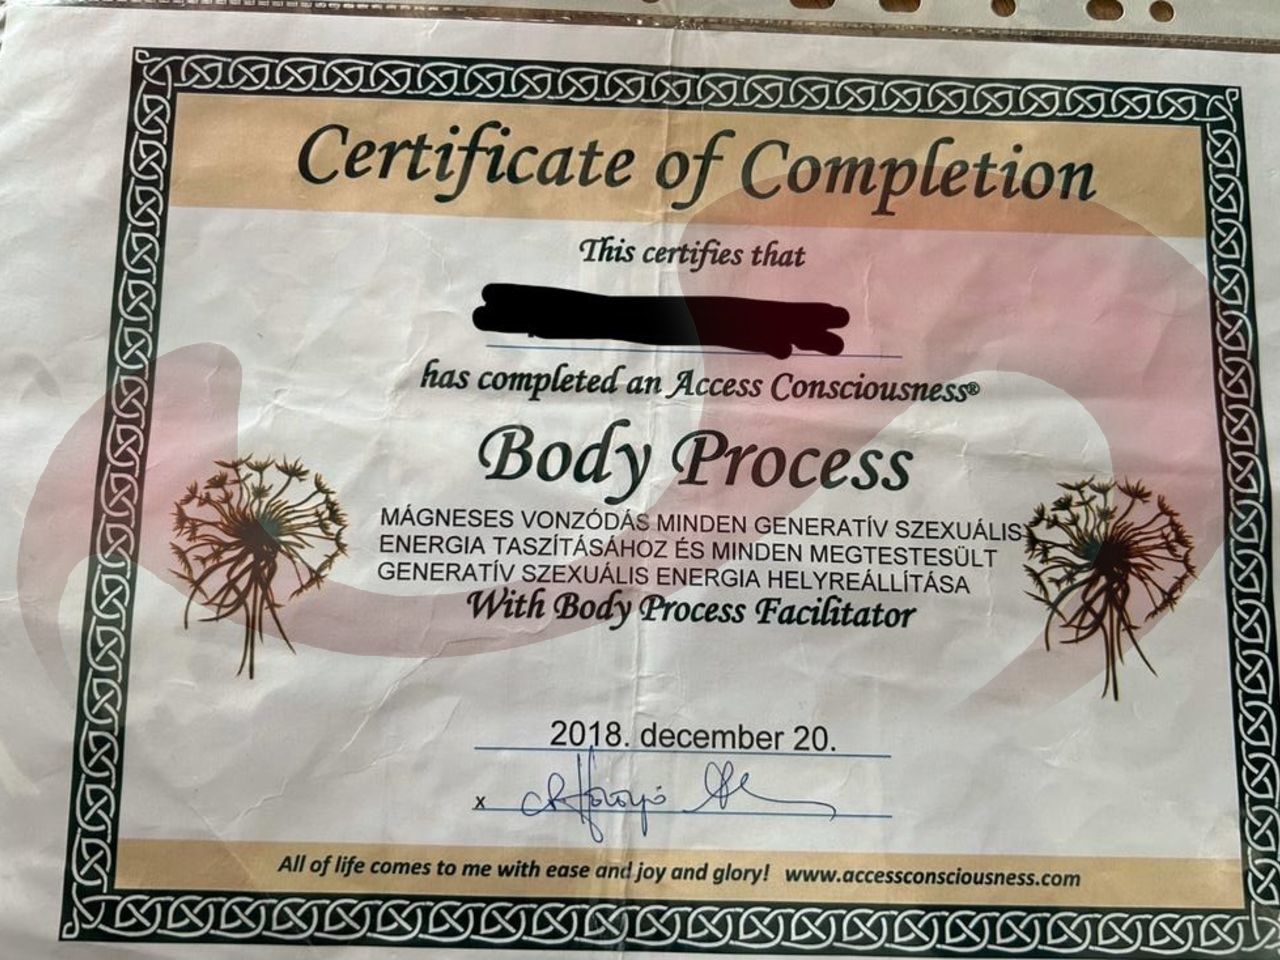 Certificate of Completion
This certifies that
has completed an Access Consciousness®
Body Process
MÁGNESES VONZÓDÁS MINDEN GENERATÍV SZEXUÁLIS
ENERGIA TASZÍTÁSÁHOZ ÉS MINDEN MEGTESTESÜLT
GENERATÍV SZEXUÁLIS ENERGIA HELYREÁLLÍTÁSA
With Body Process Facilitator
2018. december 20.
x
All of life comes to me with ease and joy and glory! www.accessconsciousness.com